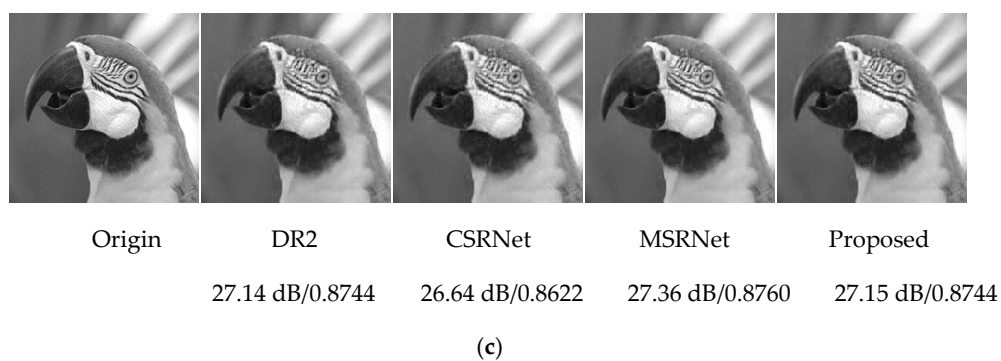 Origin DR2 CSRNet MSRNet Proposed
27.14 dB/0.8744 26.64 dB/0.8622 27.36 dB/0.8760 27.15 dB/0.8744
(c)